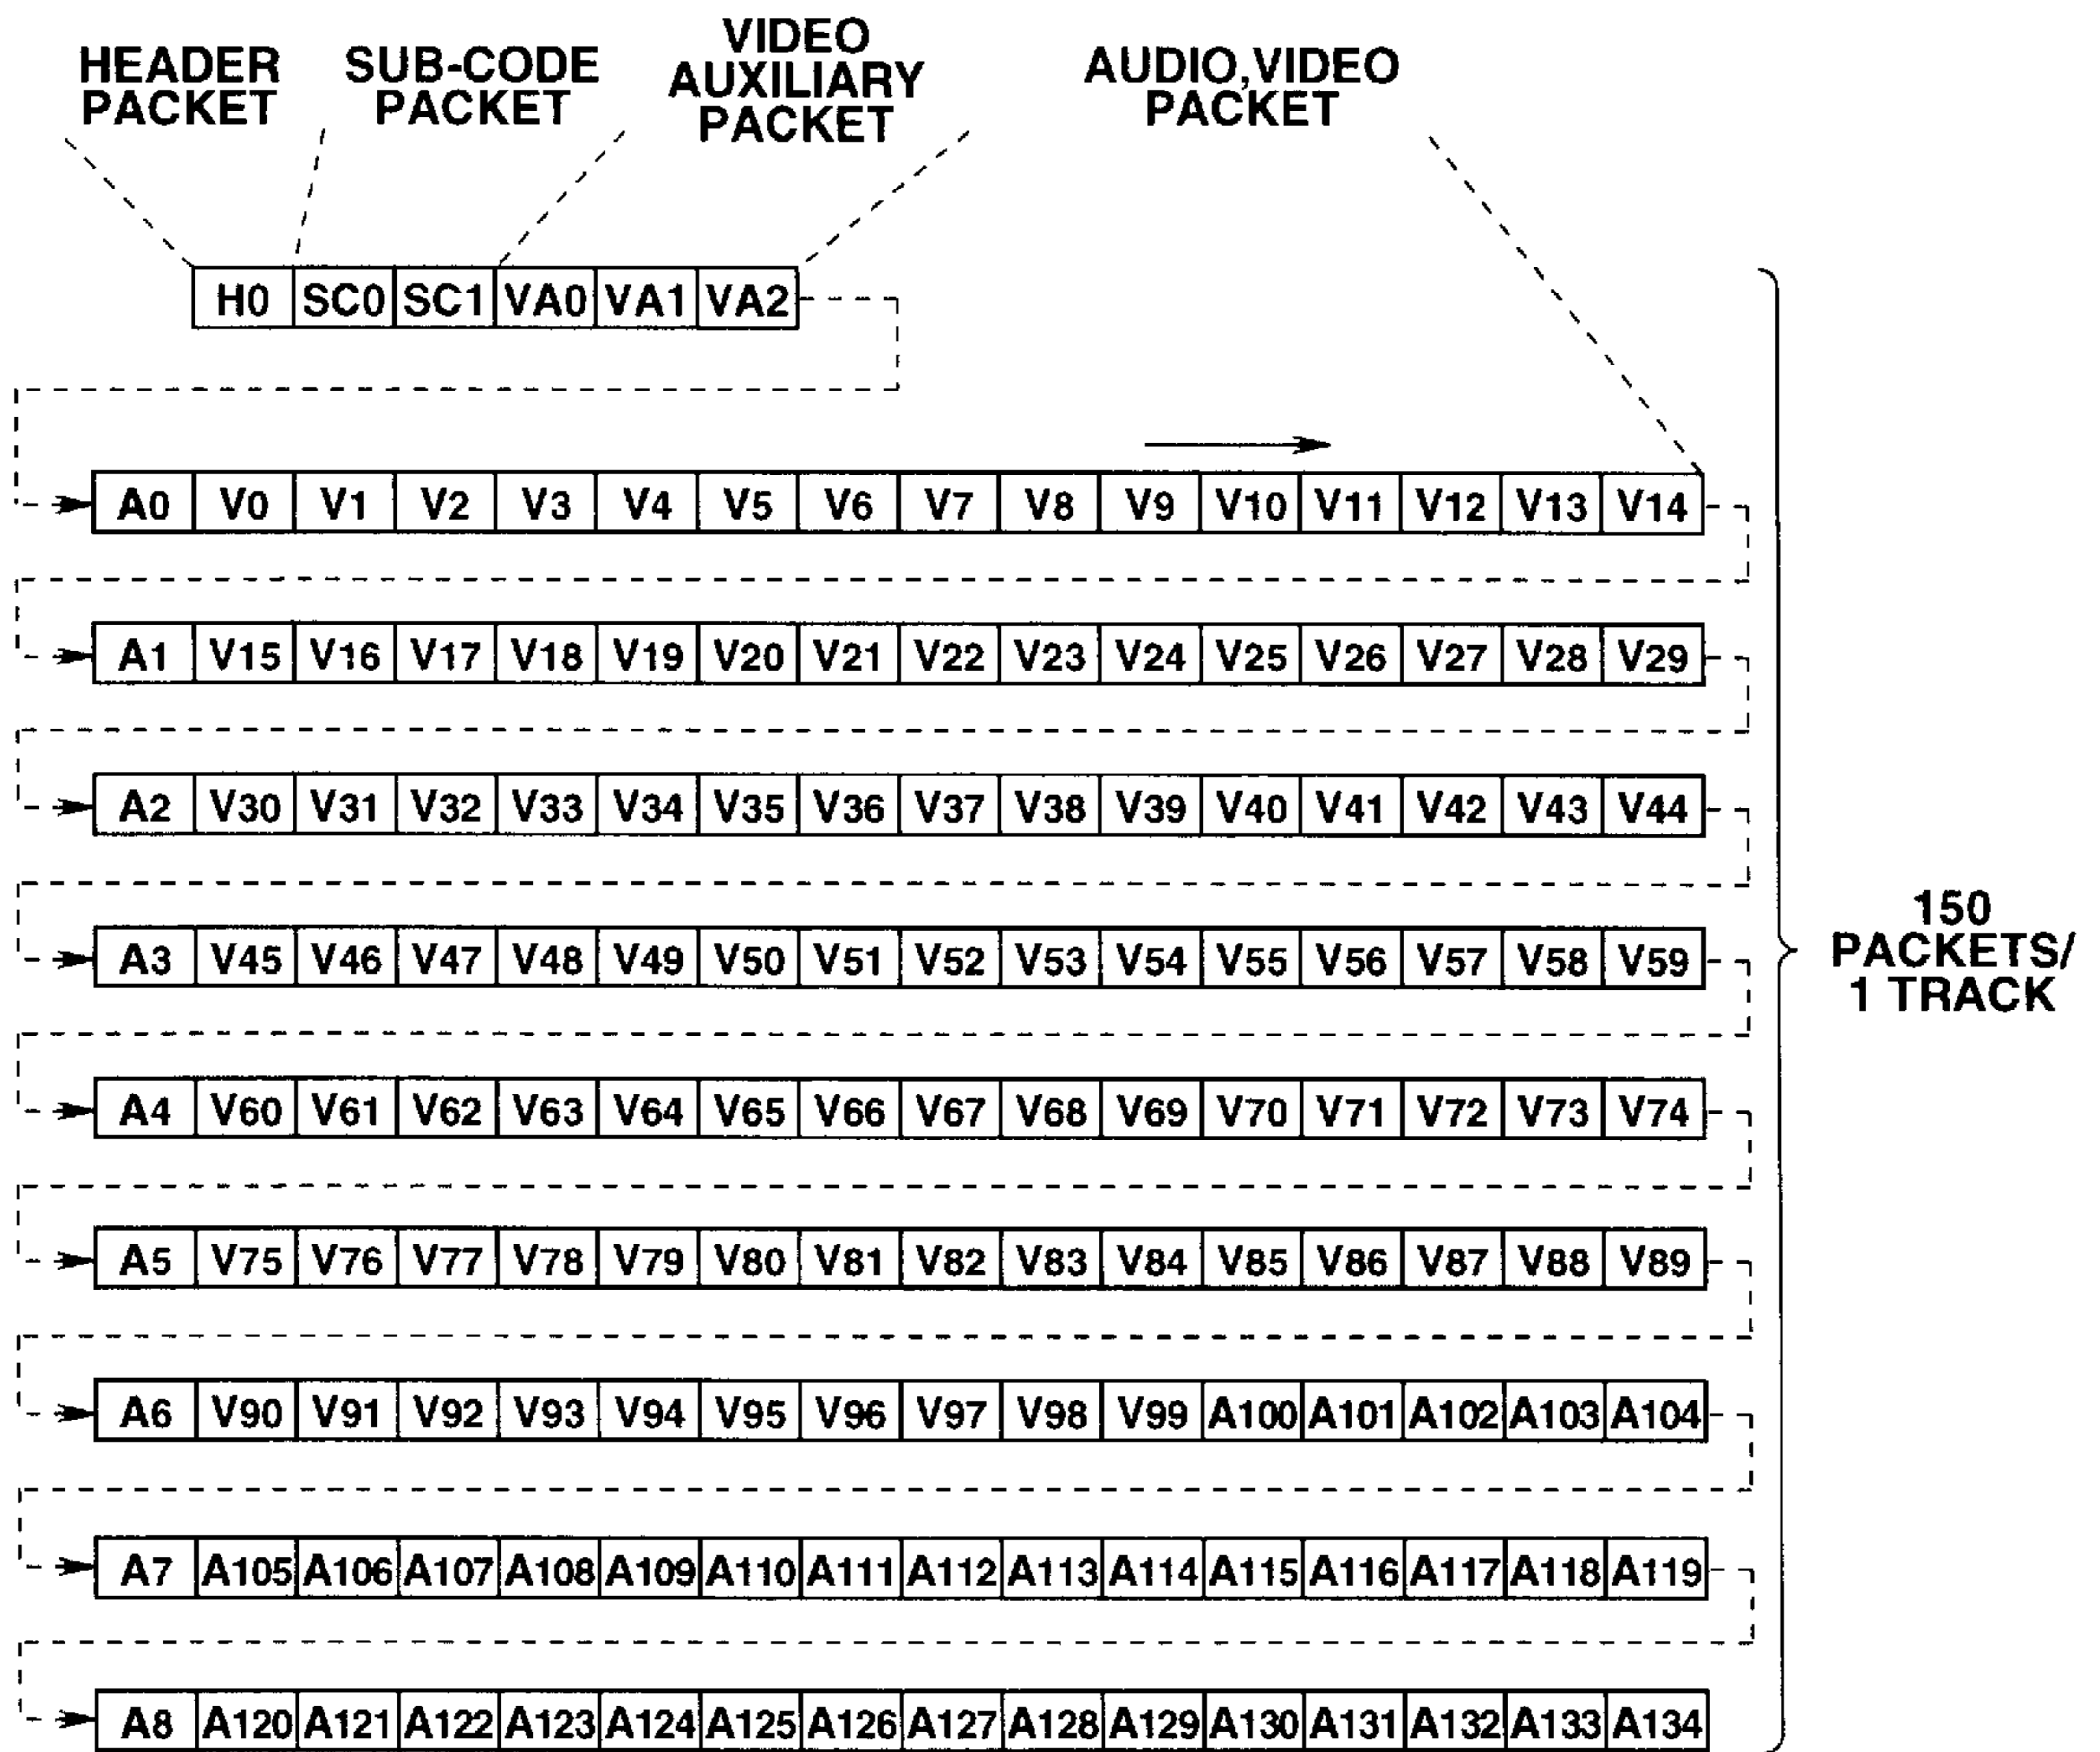 HEADER
PACKET
SUB-CODE
PACKET
VIDEO
AUXILIARY
PACKET
AUDIO,VIDEO
PACKET
H0 SC0 SC1 VA0 VA1 VA2
A0 V0 V1 V2 V3 V4 V5 V6 V7 V8 V9 V10 V11 V12 V13 V14
A1 V15 V16 V17 V18 V19 V20 V21 V22 V23 V24 V25 V26 V27 V28 V29
A2 V30 V31 V32 V33 V34 V35 V36 V37 V38 V39 V40 V41 V42 V43 V44
A3 V45 V46 V47 V48 V49 V50 V51 V52 V53 V54 V55 V56 V57 V58 V59
A4 V60 V61 V62 V63 V64 V65 V66 V67 V68 V69 V70 V71 V72 V73 V74
A5 V75 V76 V77 V78 V79 V80 V81 V82 V83 V84 V85 V86 V87 V88 V89
A6 V90 V91 V92 V93 V94 V95 V96 V97 V98 V99 A100 A101 A102 A103 A104
A7 A105 A106 A107 A108 A109 A110 A111 A112 A113 A114 A115 A116 A117 A118 A119
A8 A120 A121 A122 A123 A124 A125 A126 A127 A128 A129 A130 A131 A132 A133 A134
150
PACKETS/
1 TRACK